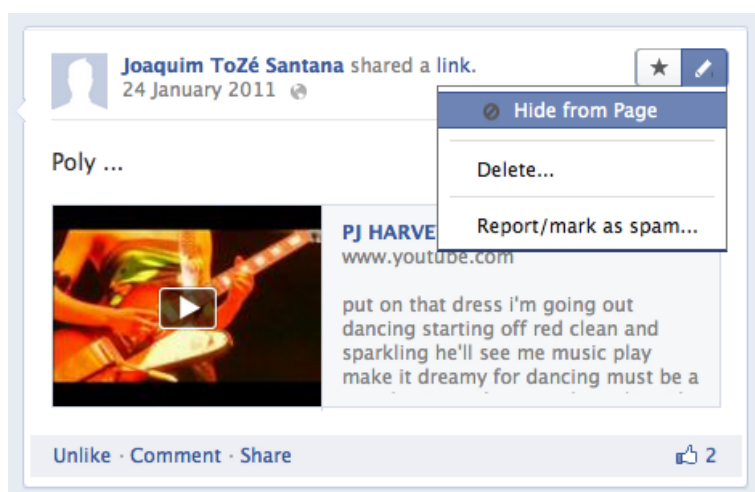 Joaquim ToZé Santana shared a link.
24 January 2011
Hide from Page
Delete...
Report/mark as spam...
Poly ...
PJ HARVE
www.youtube.com
put on that dress i'm going out
dancing starting off red clean and
sparkling he'll see me music play
make it dreamy for dancing must be a
Unlike · Comment · Share
2